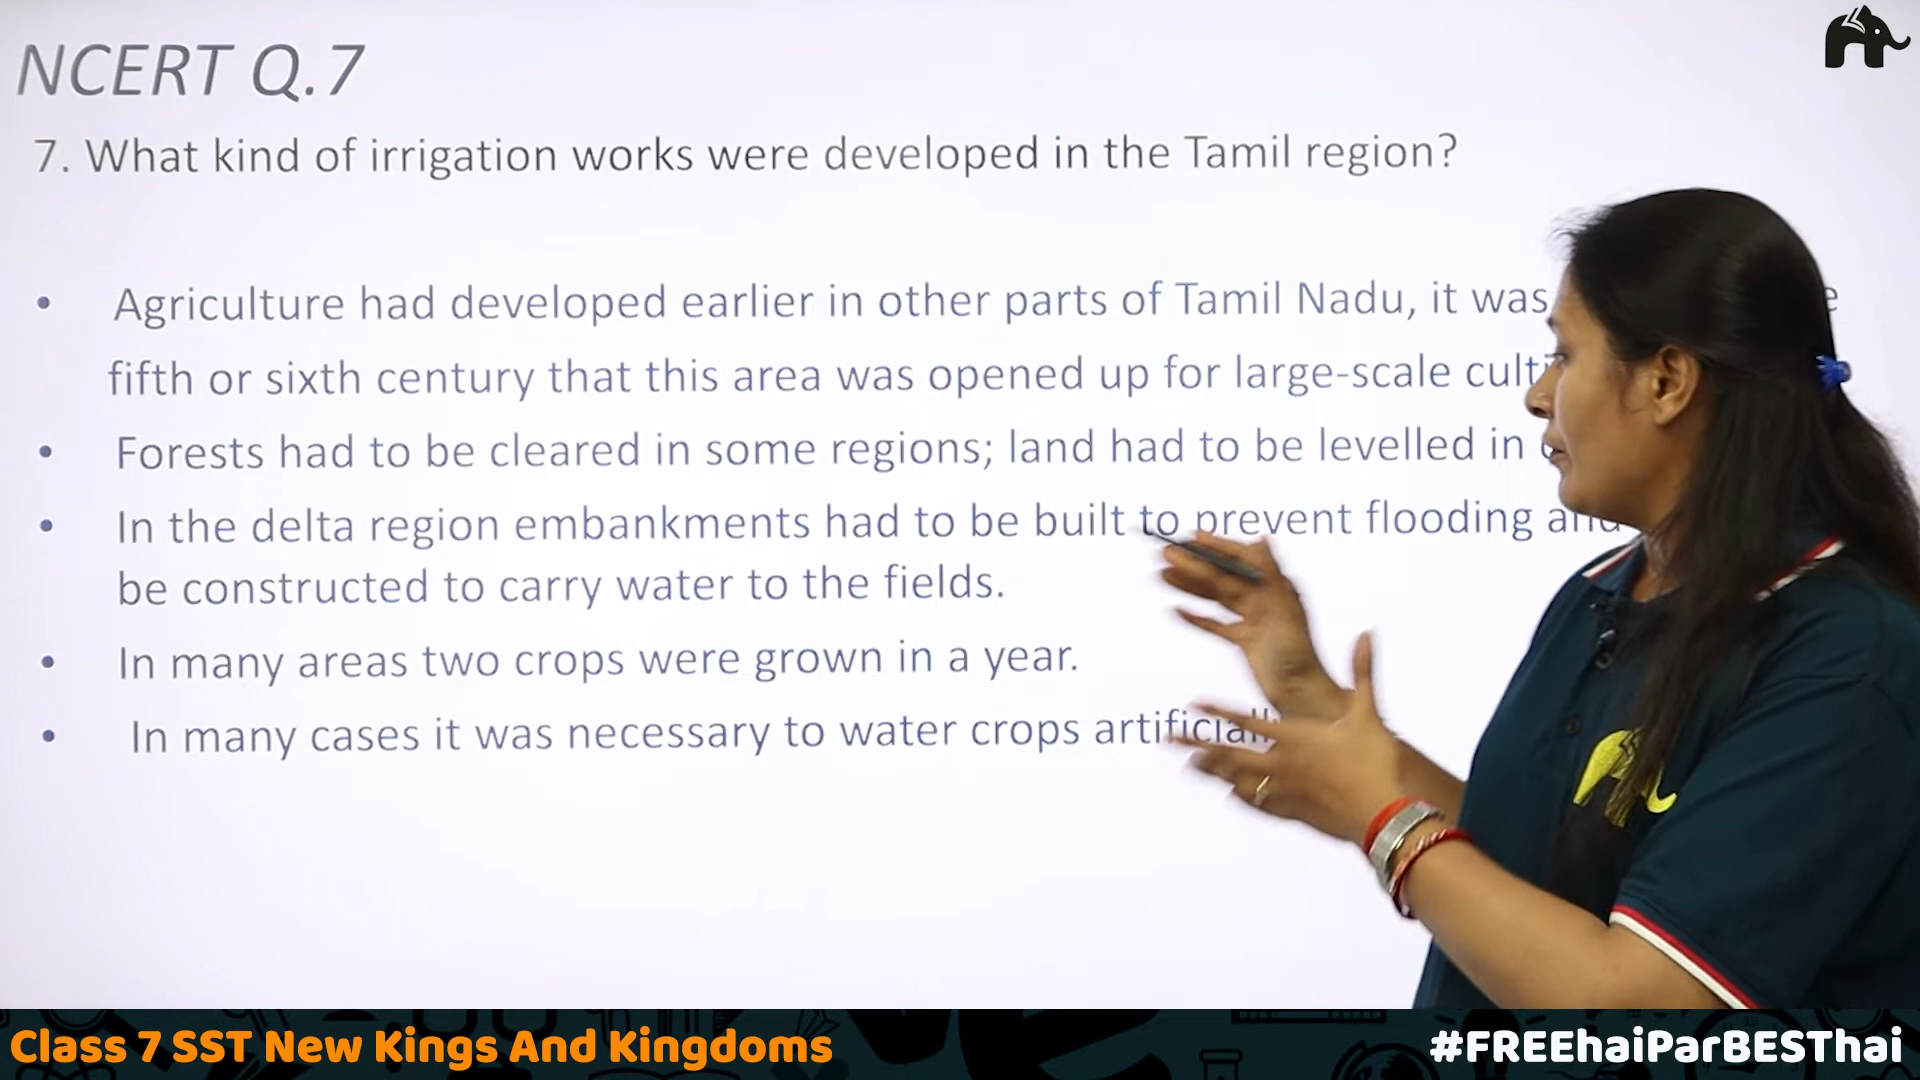 NCERT Q.7
7. What kind of irrigation works were developed in the Tamil region?
• Agriculture had developed earlier in other parts of Tamil Nadu, it was
fifth or sixth century that this area was opened up for large-scale
• Forests had to be cleared in some regions; land had to be levelled in
• In the delta region embankments had to be built to prevent flooding and
be constructed to carry water to the fields.
• In many areas two crops were grown in a year.
• In many cases it was necessary to water crops artificially
Class 7 SST New Kings And Kingdoms
#FREEhaiParBESThai